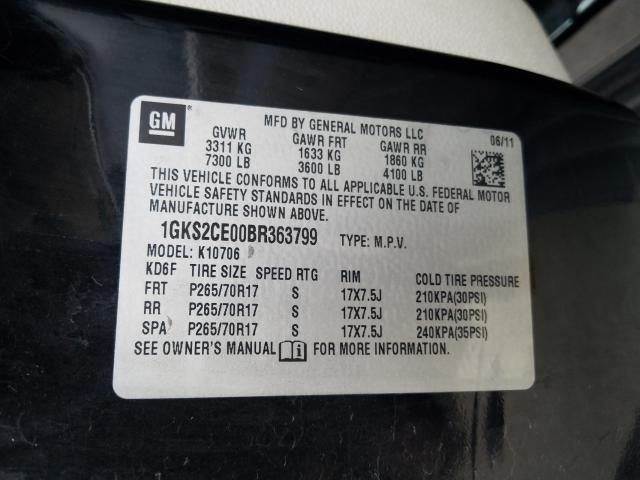 GM
MFD BY GENERAL MOTORS LLC
06/11
GVWR GAWR FRT GAWR RR
3311 KG 1633 KG 1860 KG
7300 LB 3600 LB 4100 LB
THIS VEHICLE CONFORMS TO ALL APPLICABLE U.S. FEDERAL MOTOR
VEHICLE SAFETY STANDARDS IN EFFECT ON THE DATE OF
MANUFACTURE SHOWN ABOVE.
1GKS2CE00BR363799 TYPE: M.P.V.
MODEL: K10706
KD6F TIRE SIZE SPEED RTG RIM COLD TIRE PRESSURE
FRT P265/70R17 S 17X7.5J 210KPA(30PSI)
RR P265/70R17 S 17X7.5J 210KPA(30PSI)
SPA P265/70R17 S 17X7.5J 240KPA(35PSI)
SEE OWNER'S MANUAL FOR MORE INFORMATION.